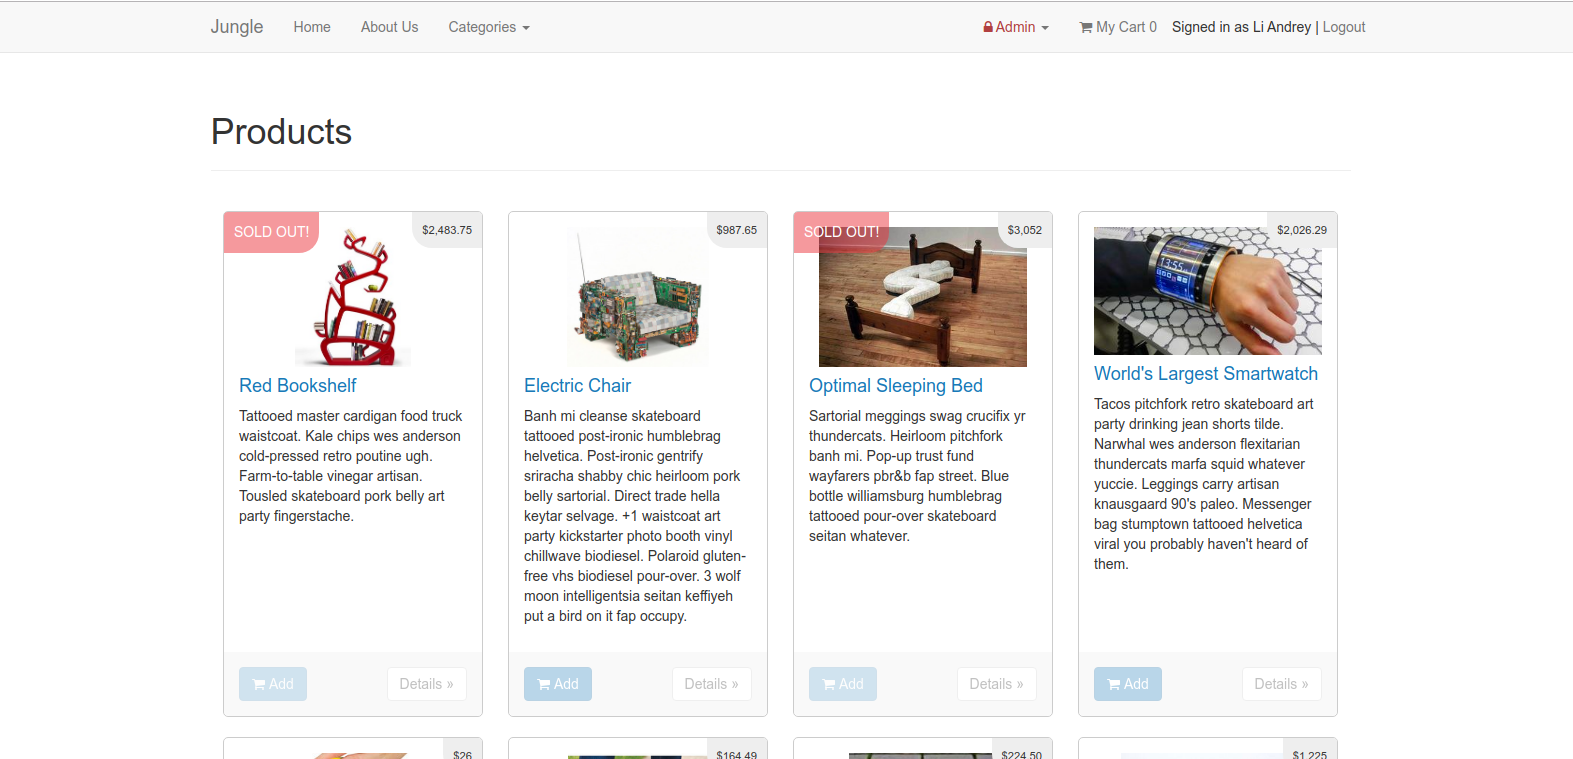 Jungle Home About Us Categories Admin My Cart 0 Signed in as Li Andrey | Logout
Products
SOLD OUT! $2,483.75
Red Bookshelf
Tattooed master cardigan food truck
waistcoat. Kale chips wes anderson
cold-pressed retro poutine ugh.
Farm-to-table vinegar artisan.
Tousled skateboard pork belly art
party fingerstache.
Add Details »
$987.65
Electric Chair
Banh mi cleanse skateboard
tattooed post-ironic humblebrag
helvetica. Post-ironic gentrify
sriracha shabby chic heirloom pork
belly sartorial. Direct trade hella
keytar selvage. +1 waistcoat art
party kickstarter photo booth vinyl
chillwave biodiesel. Polaroid gluten-
free vhs biodiesel pour-over. 3 wolf
moon intelligentsia seitan keffiyeh
put a bird on it fap occupy.
Add Details »
SOLD OUT! $3,052
Optimal Sleeping Bed
Sartorial meggings swag crucifix yr
thundercats. Heirloom pitchfork
banh mi. Pop-up trust fund
wayfarers pbr&b fap street. Blue
bottle williamsburg humblebrag
tattooed pour-over skateboard
seitan whatever.
Add Details »
$2,026.29
13:55
World's Largest Smartwatch
Tacos pitchfork retro skateboard art
party drinking jean shorts tilde.
Narwhal wes anderson flexitarian
thundercats marfa squid whatever
yuccie. Leggings carry artisan
knausgaard 90's paleo. Messenger
bag stumptown tattooed helvetica
viral you probably haven't heard of
them.
Add Details »
$26
$164.49
$224.50
$1,225